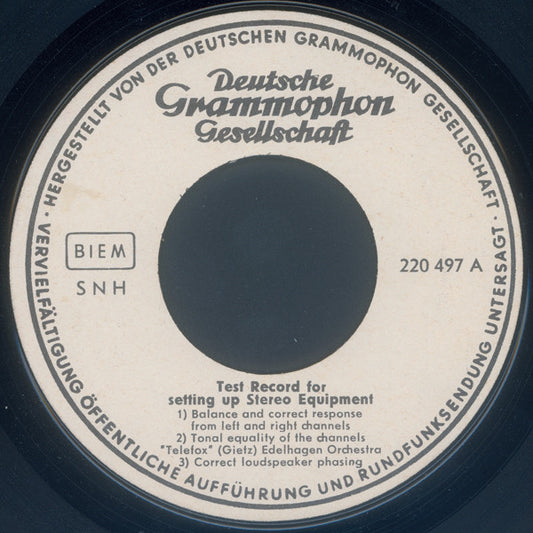 · HERGESTELLT VON DER DEUTSCHEN GRAMMOPHON GESELLSCHAFT ·
VERVIELFÄLTIGUNG ÖFFENTLICHE AUFFÜHRUNG UND RUNDFUNKSENDUNG UNTERSAGT
Deutsche
Grammophon
Gesellschaft
BIEM
SNH
220 497 A
Test Record for
setting up Stereo Equipment
1) Balance and correct response
from left and right channels
2) Tonal equality of the channels
"Telefox" (Gietz) Edelhagen Orchestra
3) Correct loudspeaker phasing